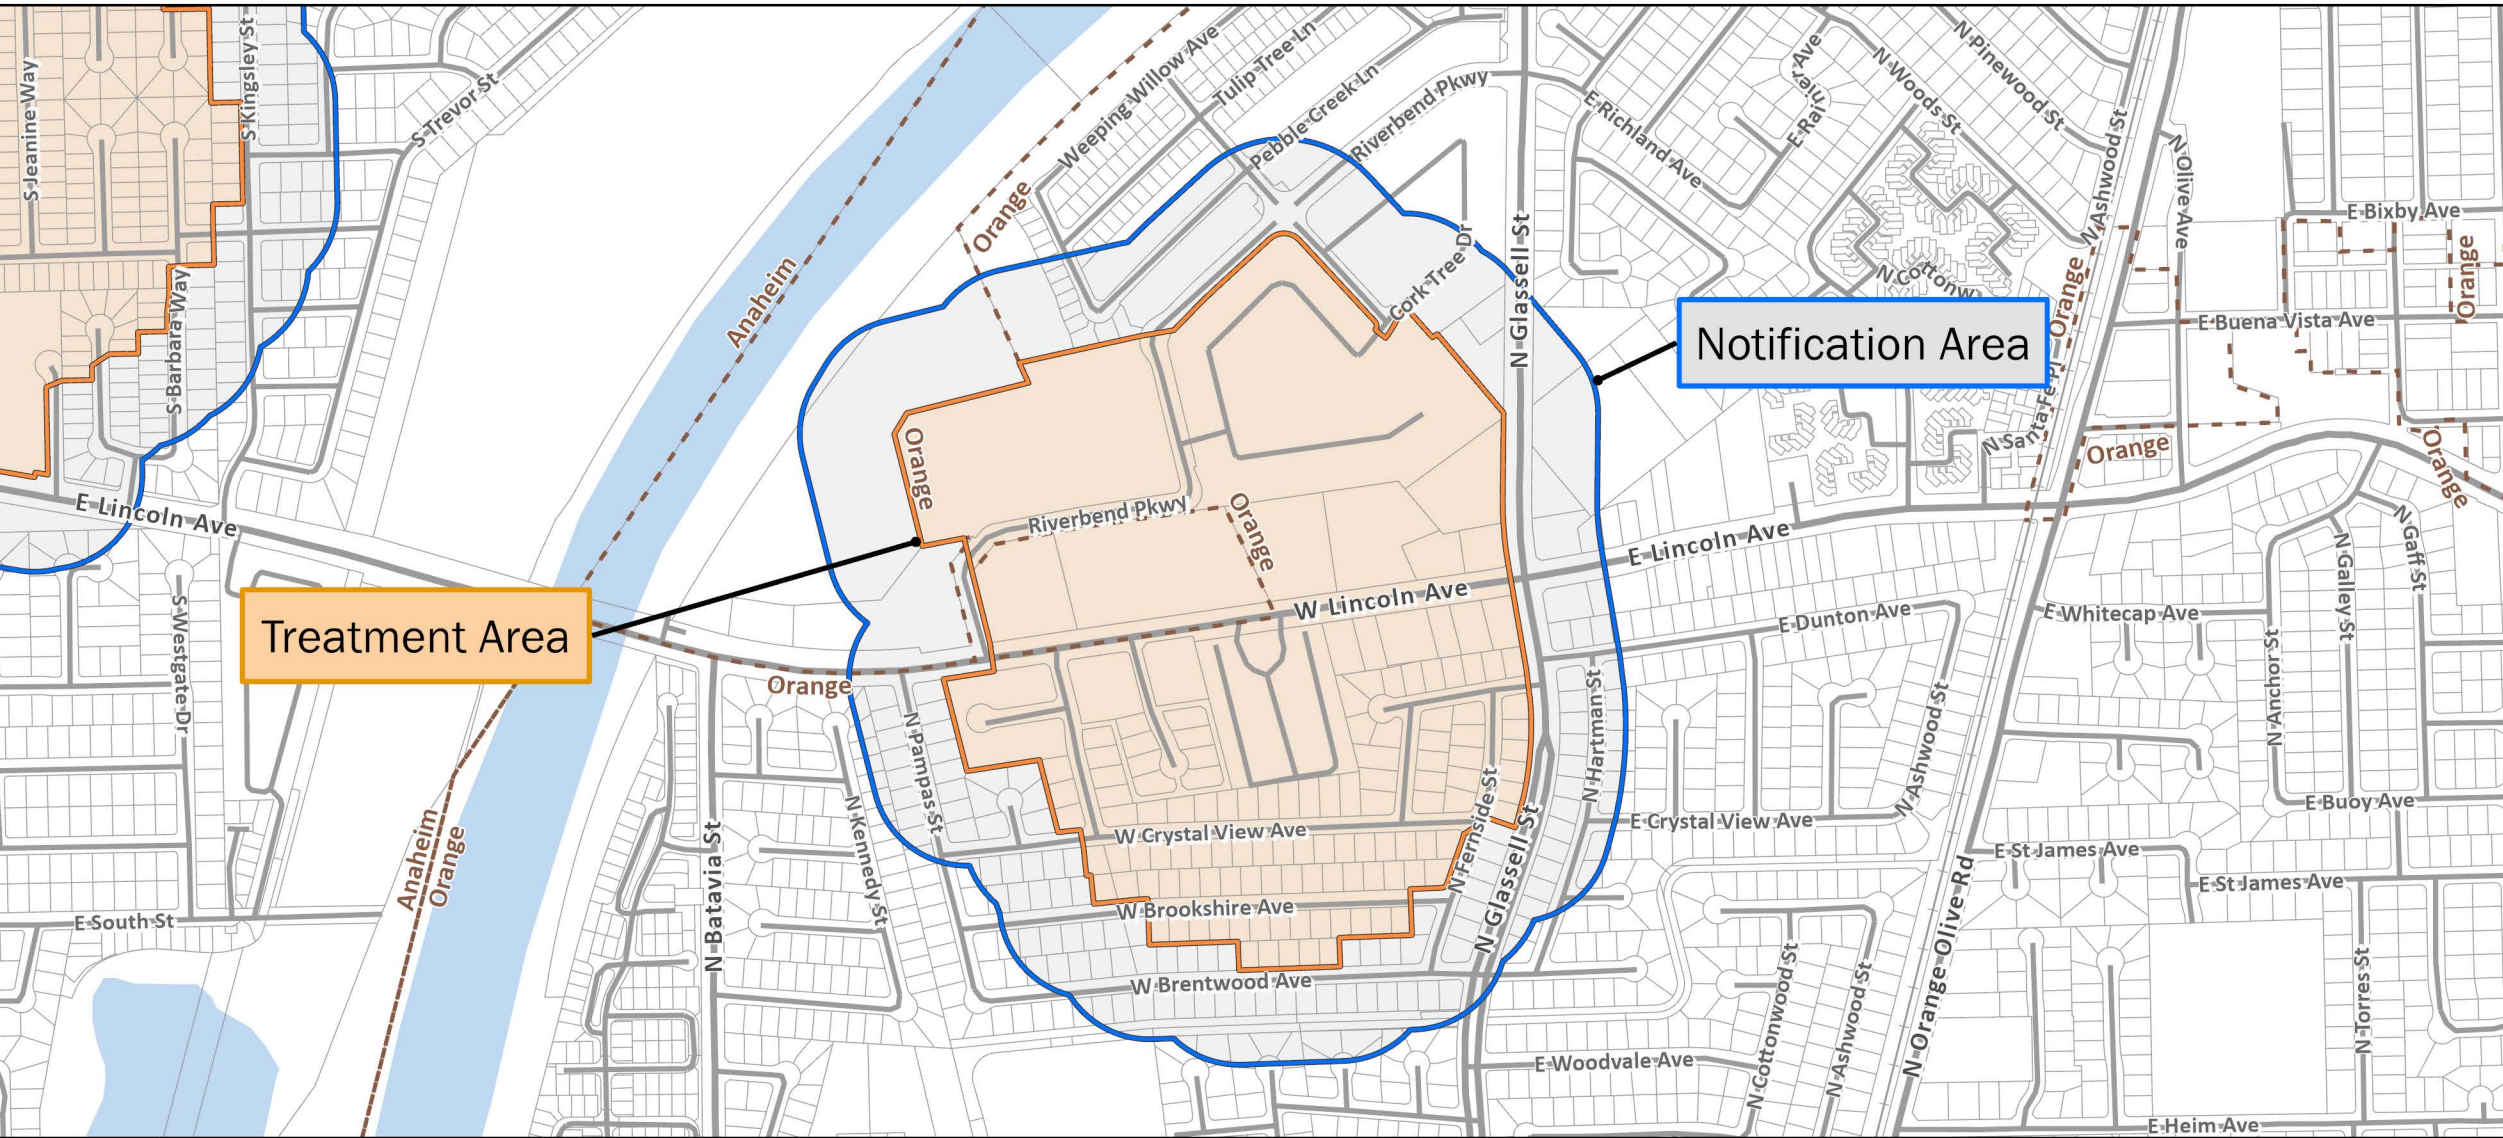 S Jeanine Way
S Kingsley St
S Trevor St
S Barbara Way
E Lincoln Ave
S Westgate Dr
E South St
Anaheim
Anaheim
Orange
Treatment Area
Weeping Willow Ave
Tulip Tree Ln
Pebble Creek Ln
Riverbend Pkwy
Orange
Cork Tree Dr
N Glassell St
Orange
Riverbend Pkwy
Orange
W Lincoln Ave
E Lincoln Ave
Orange
N Pampas St
N Kennedy St
N Batavia St
W Crystal View Ave
W Brookshire Ave
W Brentwood Ave
N Fernside St
N Glassell St
N Hartman St
E Richland Ave
E Rainier Ave
N Woods St
N Pinewood St
N Ashwood St
N Olive Ave
N Cottonw
Notification Area
Orange
N Santa Fe Pl
E Bixby Ave
Orange
E Buena Vista Ave
Orange
Orange
E Dunton Ave
N Ashwood St
E Crystal View Ave
E Whitecap Ave
N Anchor St
N Galley St
N Gaff St
E Buoy Ave
E St James Ave
E St James Ave
N Orange Olive Rd
N Torres St
N Cottonwood St
N Ashwood St
E Woodvale Ave
E Heim Ave